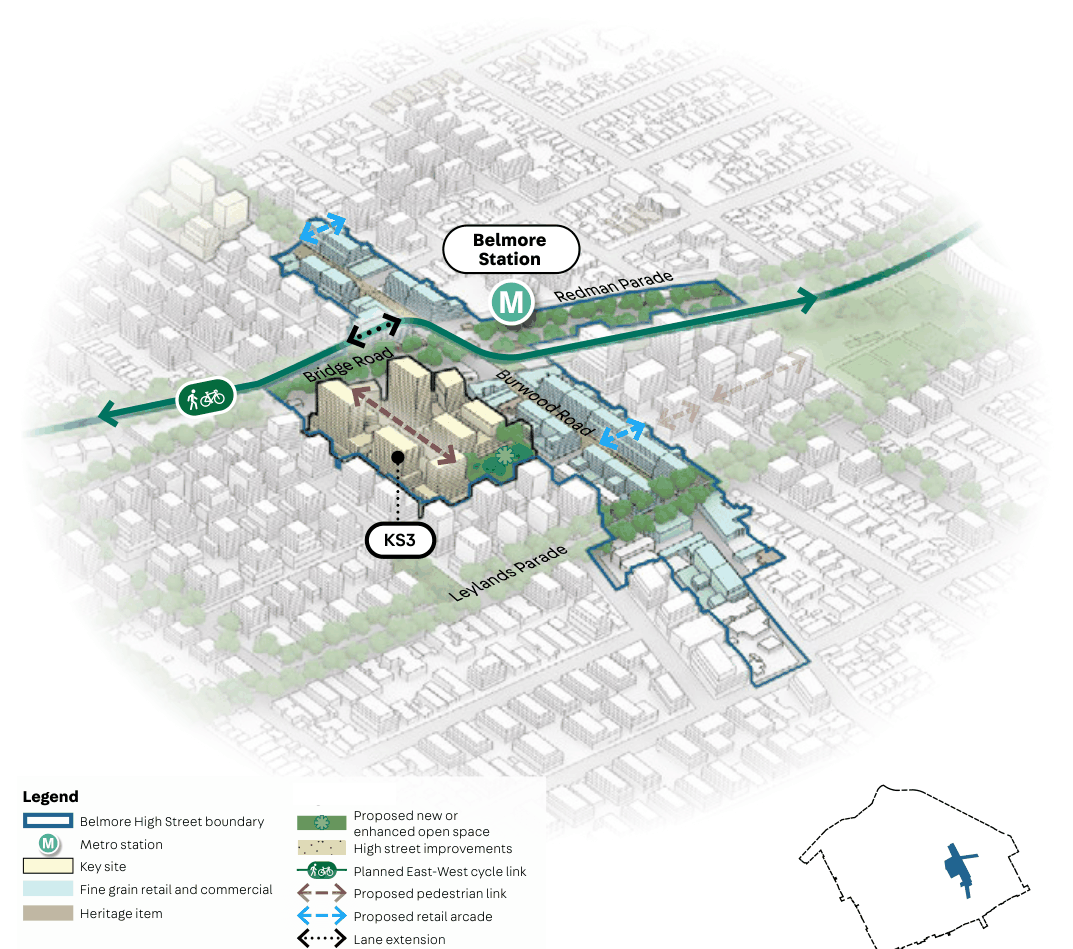 Belmore
Station
M
Redman Parade
Bridge Road
Burwood Road
KS3
Leylands Parade
Legend
Belmore High Street boundary
M
Metro station
Key site
Fine grain retail and commercial
Heritage item
Proposed new or
enhanced open space
High street improvements
Planned East-West cycle link
Proposed pedestrian link
Proposed retail arcade
Lane extension